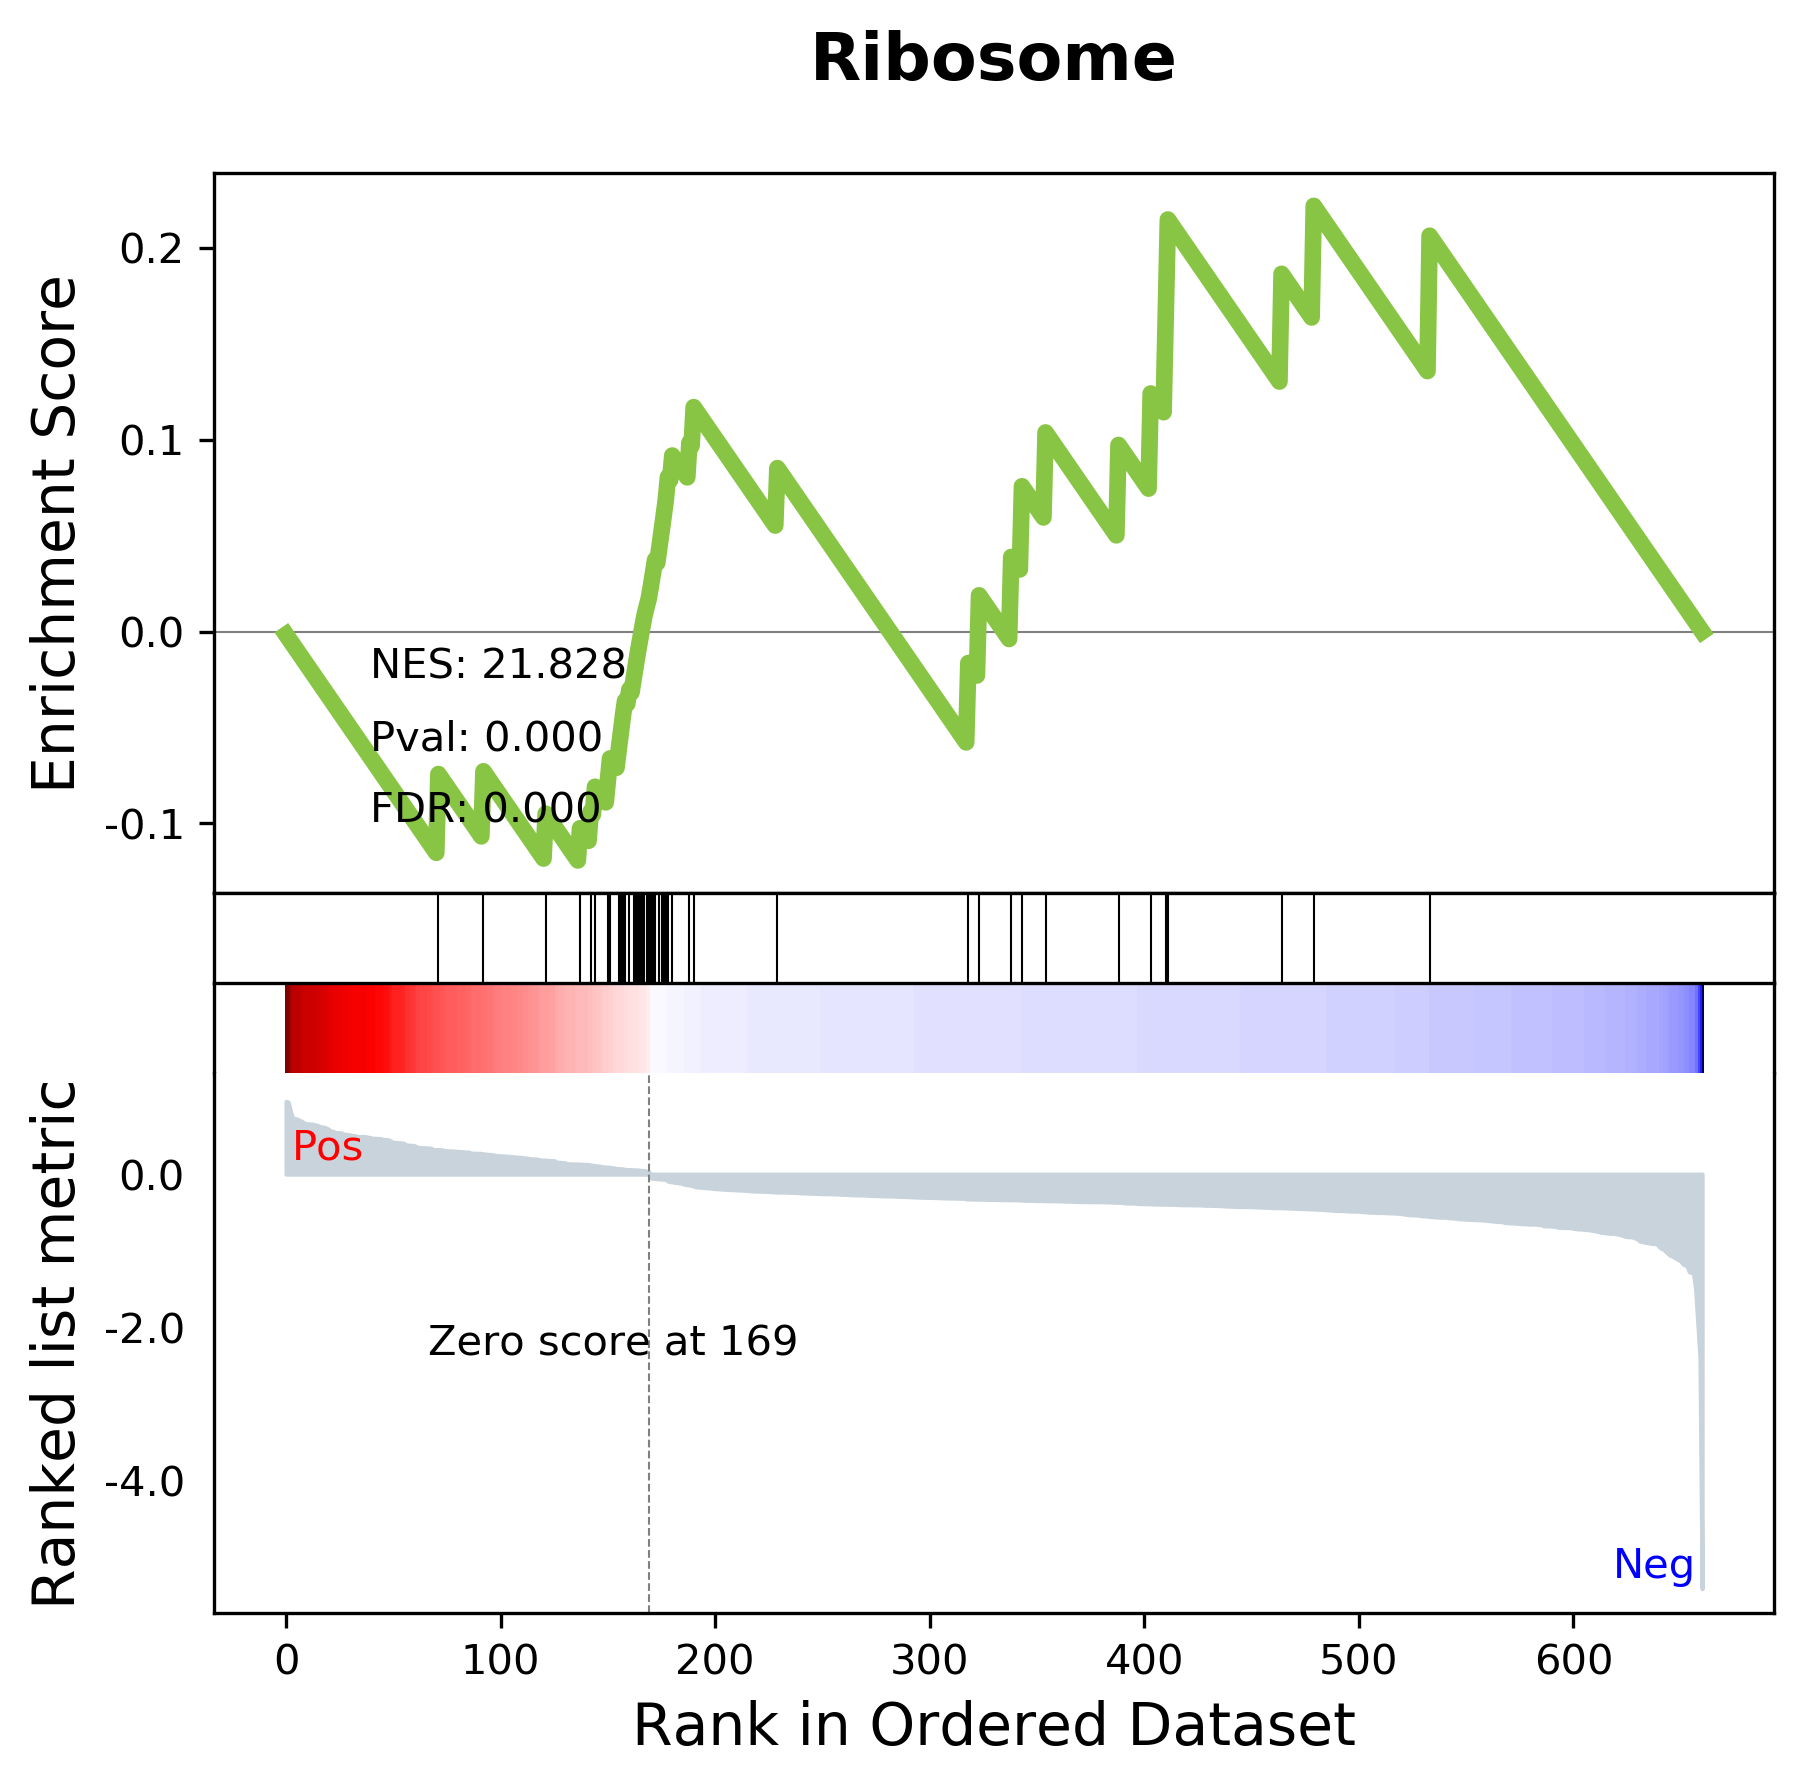 Ribosome
Enrichment Score
0.2
0.1
0.0
-0.1
NES: 21.828
Pval: 0.000
FDR: 0.000
Ranked list metric
0.0
-2.0
-4.0
Pos
Zero score at 169
Neg
0 100 200 300 400 500 600
Rank in Ordered Dataset